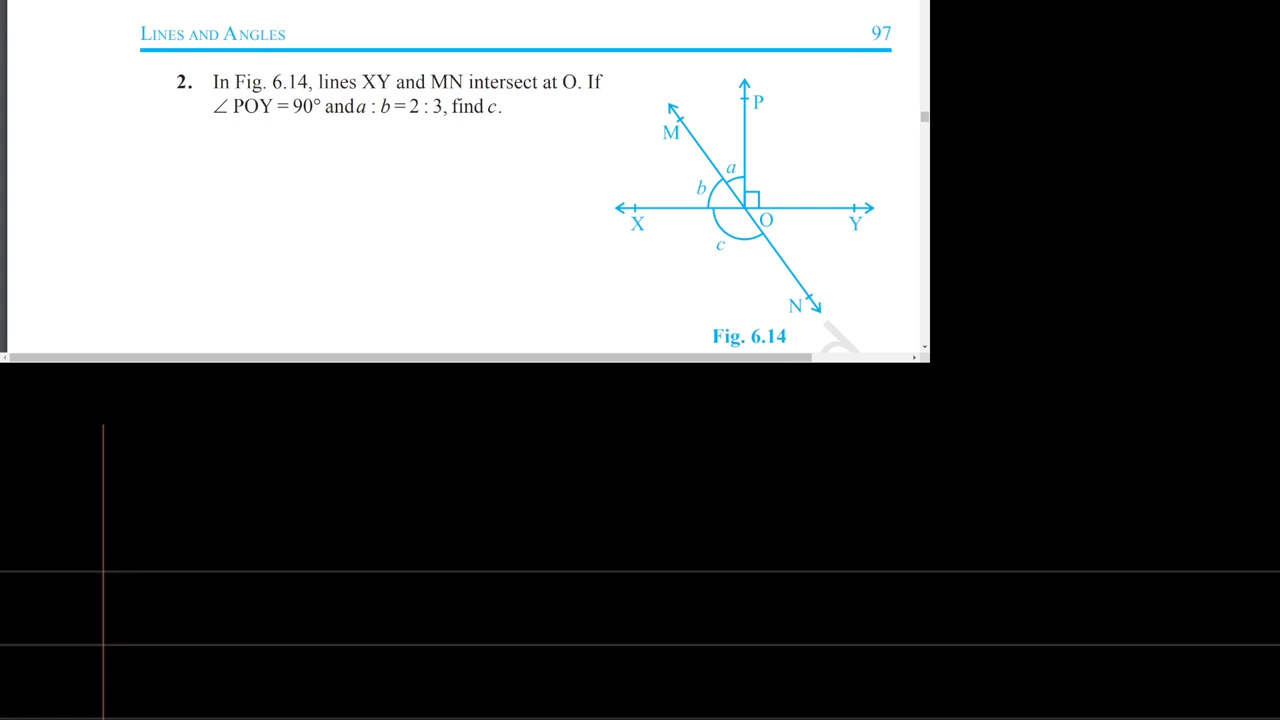 LINES AND ANGLES 97
2. In Fig. 6.14, lines XY and MN intersect at O. If
∠ POY = 90° and a : b = 2 : 3, find c.
P
M
a
b
X
O
Y
c
N
Fig. 6.14